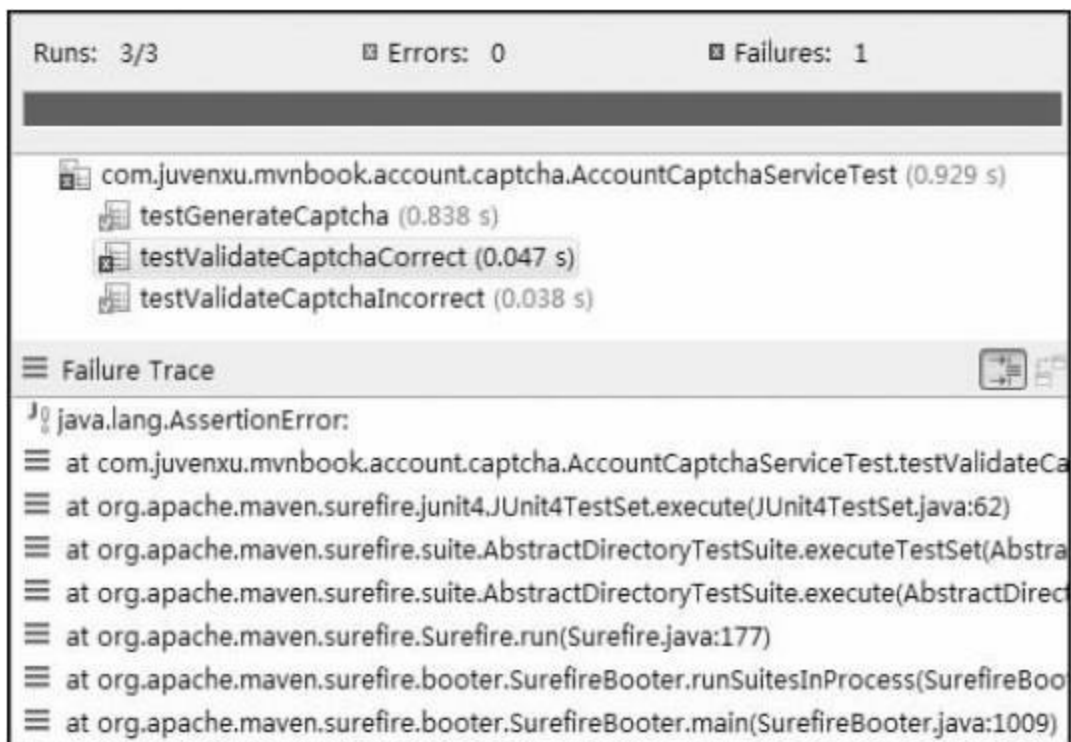 Runs: 3/3 Errors: 0 Failures: 1
com.juvenxu.mvnbook.account.captcha.AccountCaptchaServiceTest (0.929 s)
testGenerateCaptcha (0.838 s)
testValidateCaptchaCorrect (0.047 s)
testValidateCaptchaIncorrect (0.038 s)
Failure Trace
java.lang.AssertionError:
at com.juvenxu.mvnbook.account.captcha.AccountCaptchaServiceTest.testValidateCa
at org.apache.maven.surefire.junit4.JUnit4TestSet.execute(JUnit4TestSet.java:62)
at org.apache.maven.surefire.suite.AbstractDirectoryTestSuite.executeTestSet(Abstra
at org.apache.maven.surefire.suite.AbstractDirectoryTestSuite.execute(AbstractDirect
at org.apache.maven.surefire.Surefire.run(Surefire.java:177)
at org.apache.maven.surefire.booter.SurefireBooter.runSuitesInProcess(SurefireBoo
at org.apache.maven.surefire.booter.SurefireBooter.main(SurefireBooter.java:1009)